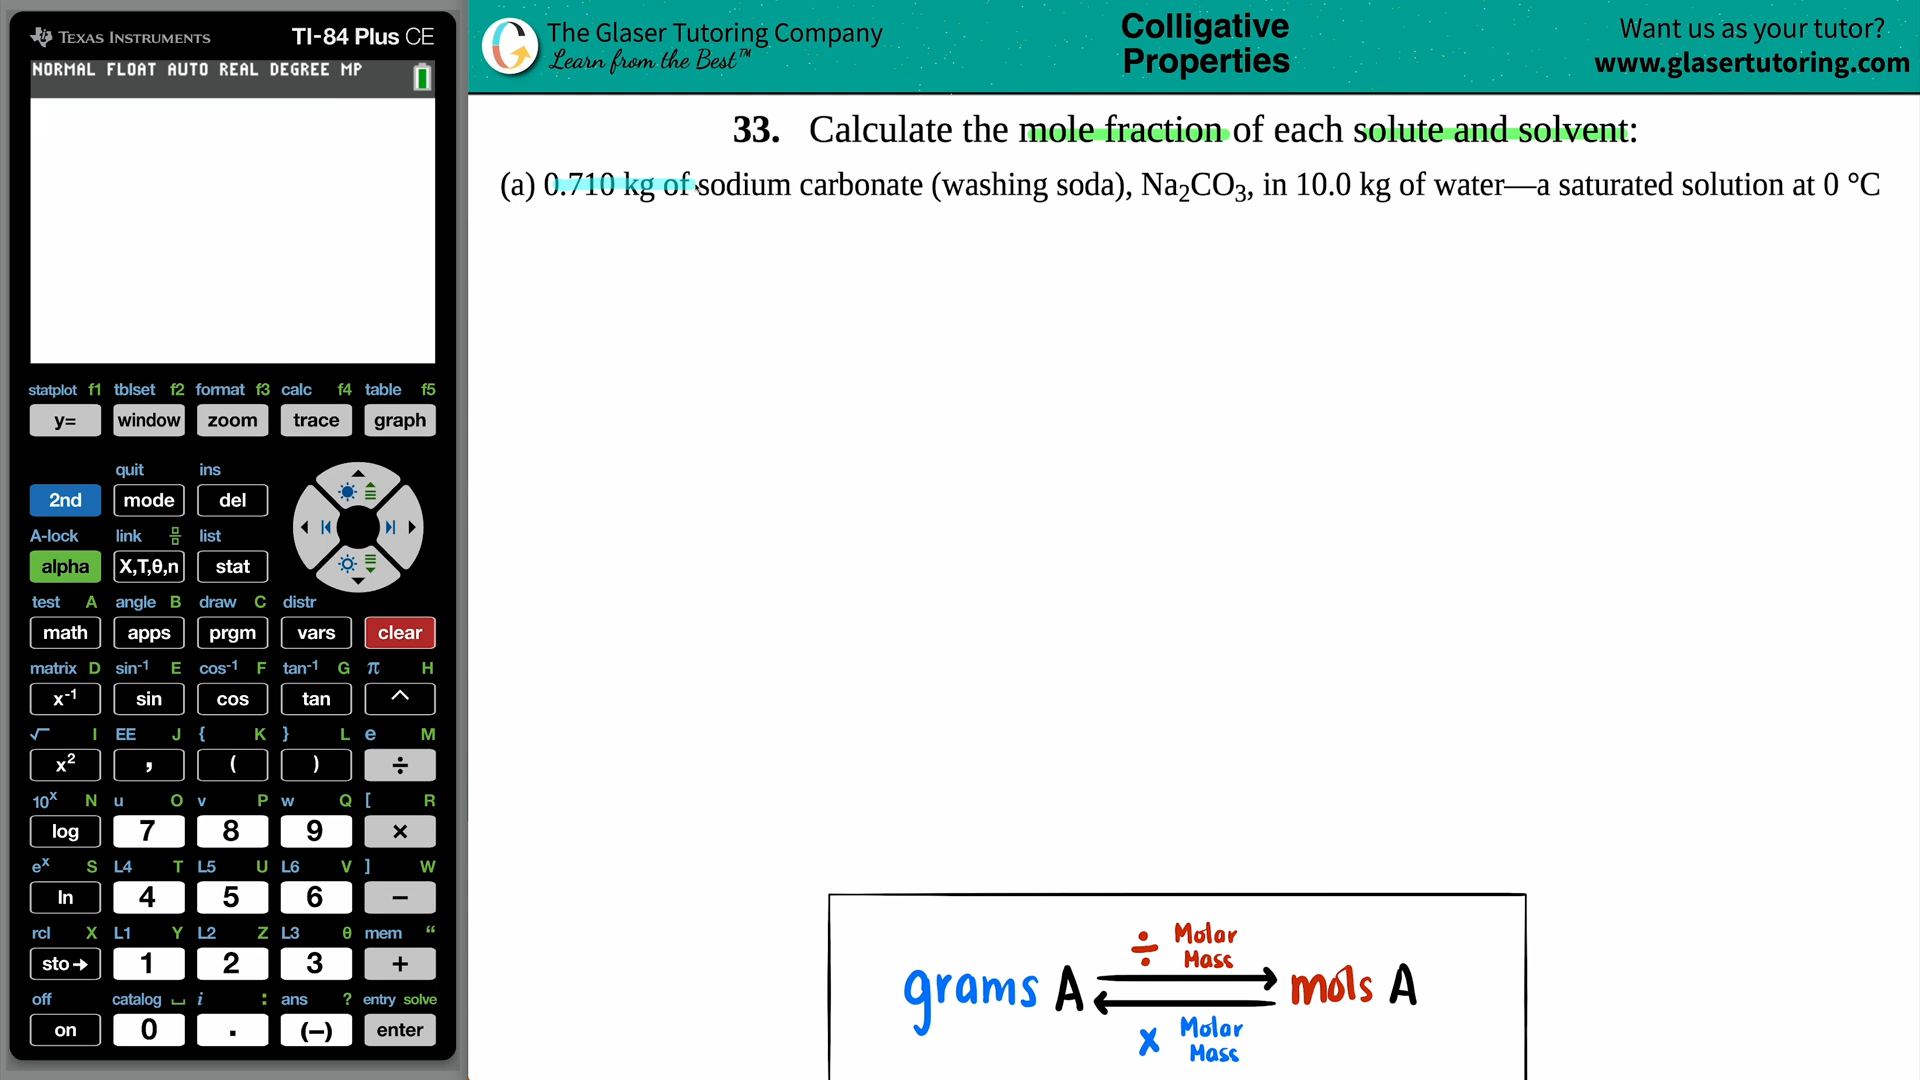 TEXAS INSTRUMENTS TI-84 Plus CE
NORMAL FLOAT AUTO REAL DEGREE MP
statplot f1 tblset f2 format f3 calc f4 table f5
y= window zoom trace graph
quit ins
2nd mode del
A-lock link list
alpha X,T,θ,n stat
test A angle B draw C distr
math apps prgm vars clear
matrix D sin⁻¹ E cos⁻¹ F tan⁻¹ G π H
x⁻¹ sin cos tan ^
√ I EE J { K } L e M
x² , ( ) ÷
10ˣ N u O v P w Q [ R
log 7 8 9 ×
eˣ S L4 T L5 U L6 V ] W
ln 4 5 6 −
rcl X L1 Y L2 Z L3 θ mem “
sto→ 1 2 3 +
off catalog ⎵ i : ans ? entry solve
on 0 . (–) enter
The Glaser Tutoring Company
Learn from the Best™
Colligative
Properties
Want us as your tutor?
www.glasertutoring.com
33. Calculate the mole fraction of each solute and solvent:
(a) 0.710 kg of sodium carbonate (washing soda), Na₂CO₃, in 10.0 kg of water—a saturated solution at 0 °C
÷ Molar
Mass
grams A mols A
x Molar
Mass